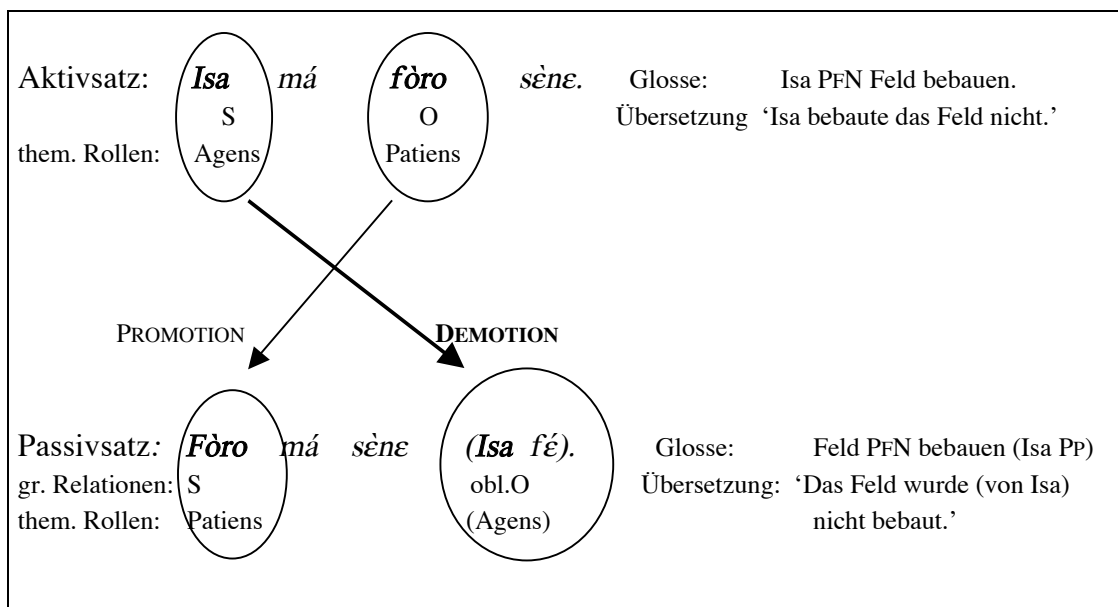 Aktivsatz: Isa má fòro sɛ̀nɛ. Glosse: Isa PFN Feld bebauen.
S O Übersetzung ‘Isa bebaute das Feld nicht.’
them. Rollen: Agens Patiens
PROMOTION DEMOTION
Passivsatz: Fòro má sɛ̀nɛ (Isa fɛ́). Glosse: Feld PFN bebauen (Isa PP)
gr. Relationen: S obl.O Übersetzung: ‘Das Feld wurde (von Isa)
them. Rollen: Patiens (Agens) nicht bebaut.’